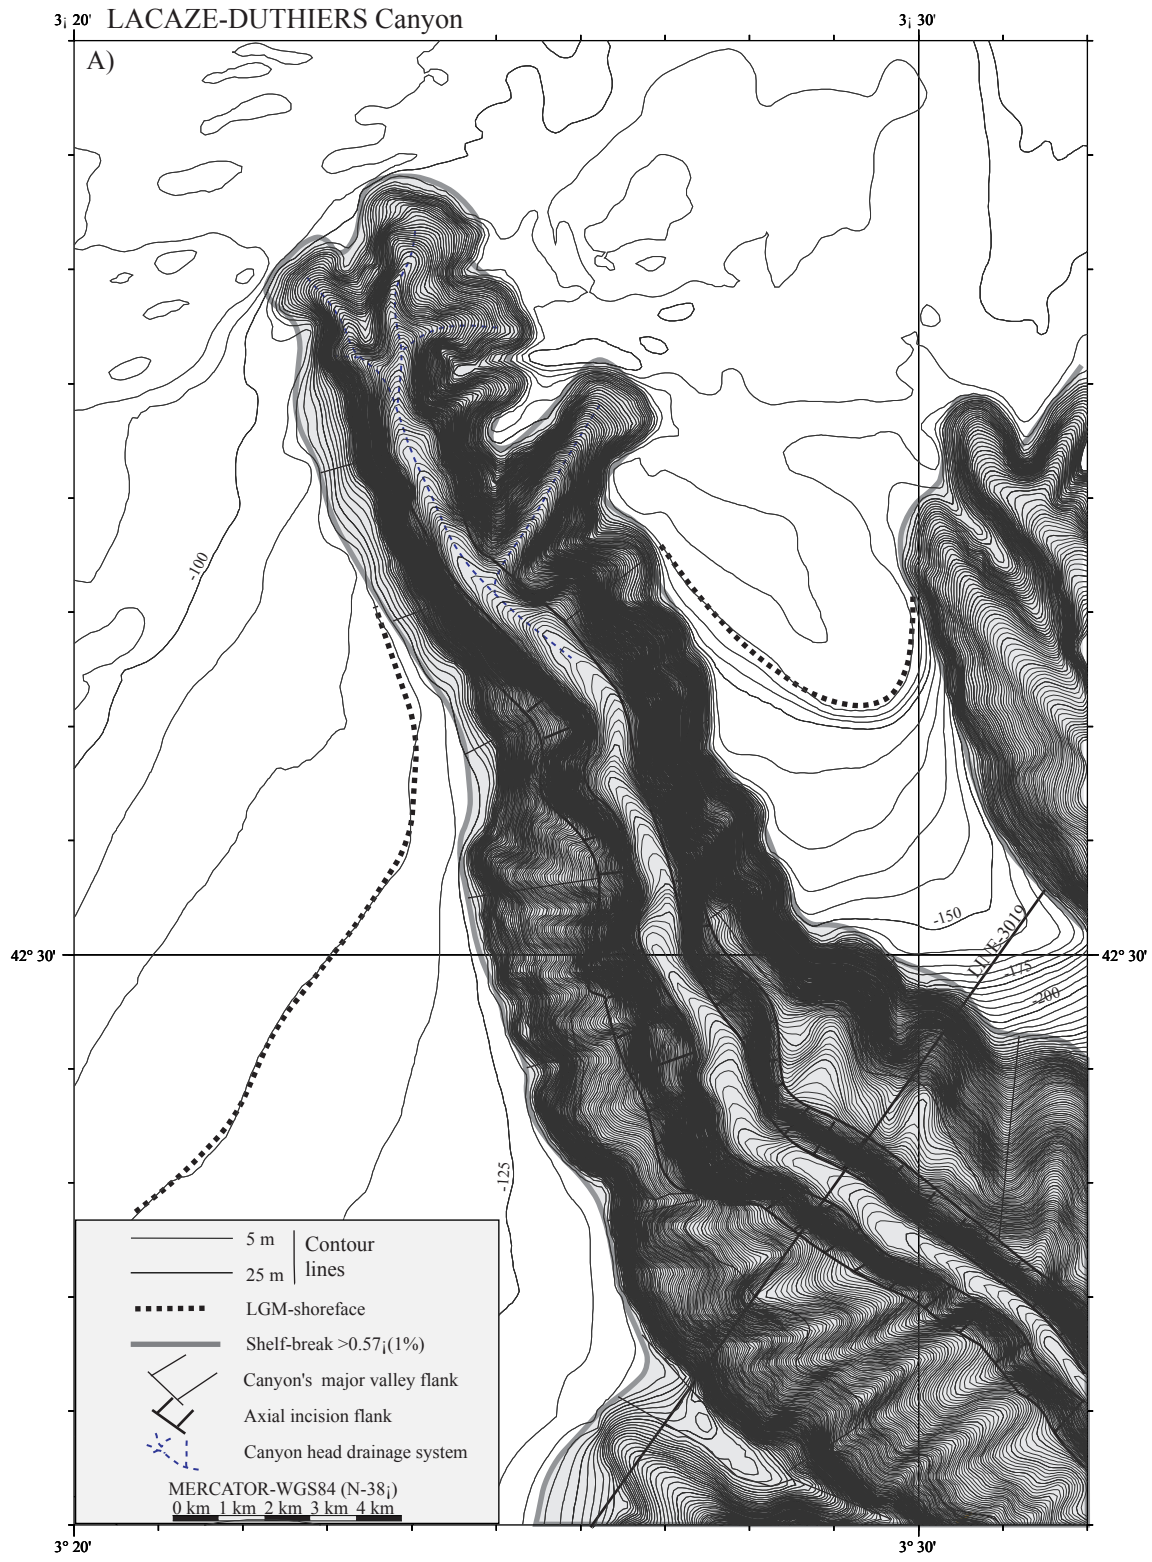 3¡ 20'
LACAZE-DUTHIERS Canyon
3¡ 30'
A)
-100
-150
LINE-3019
42° 30'
42° 30'
-175
-200
-125
5 m
25 m
Contour
lines
LGM-shoreface
Shelf-break >0.57¡(1%)
Canyon's major valley flank
Axial incision flank
Canyon head drainage system
MERCATOR-WGS84 (N-38¡)
0 km 1 km 2 km 3 km 4 km
3° 20'
3° 30'